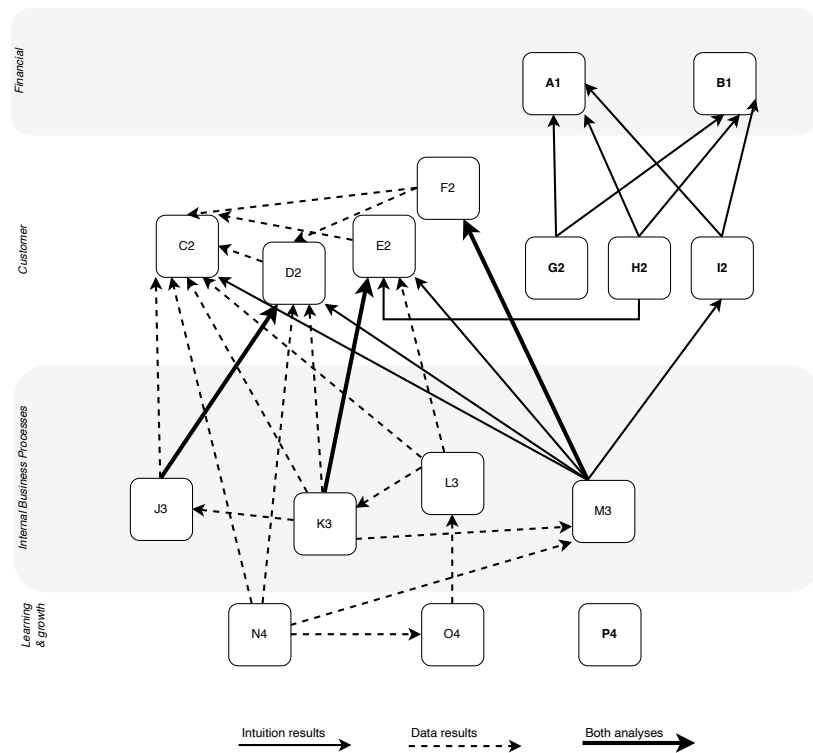 Financial
A1
B1
Customer
F2
C2
D2
E2
G2
H2
I2
Internal Business Processes
J3
K3
L3
M3
Learning
& growth
N4
O4
P4
Intuition results
Data results
Both analyses